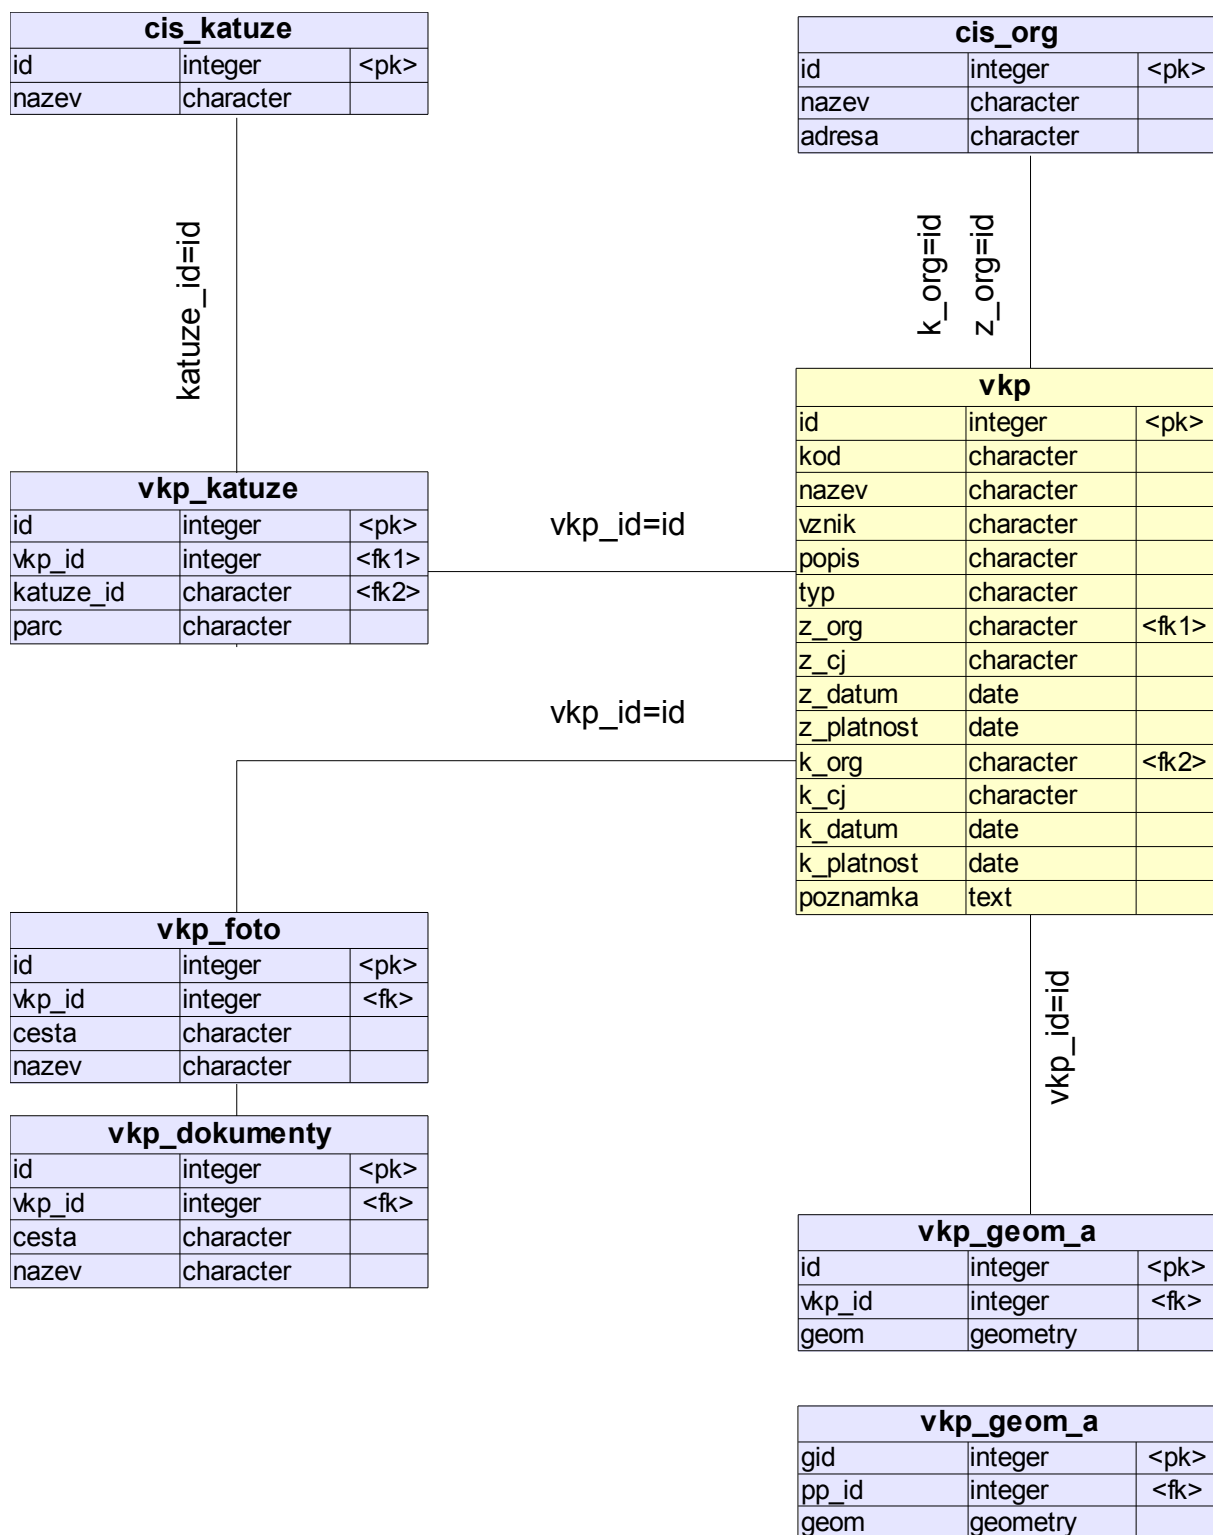 cis_katuze
id integer <pk>
nazev character
cis_org
id integer <pk>
nazev character
adresa character
katuze_id=id
k_org=id
z_org=id
vkp
id integer <pk>
kod character
nazev character
vznik character
popis character
typ character
z_org character <fk1>
z_cj character
z_datum date
z_platnost date
k_org character <fk2>
k_cj character
k_datum date
k_platnost date
poznamka text
vkp_katuze
id integer <pk>
vkp_id integer <fk1>
katuze_id character <fk2>
parc character
vkp_id=id
vkp_id=id
vkp_foto
id integer <pk>
vkp_id integer <fk>
cesta character
nazev character
vkp_id=id
vkp_dokumenty
id integer <pk>
vkp_id integer <fk>
cesta character
nazev character
vkp_geom_a
id integer <pk>
vkp_id integer <fk>
geom geometry
vkp_geom_a
gid integer <pk>
pp_id integer <fk>
geom geometry